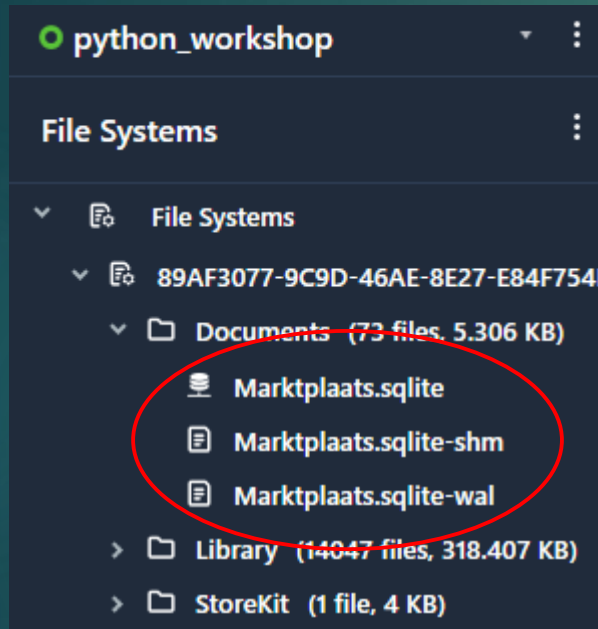 python_workshop
File Systems
File Systems
89AF3077-9C9D-46AE-8E27-E84F754
Documents (73 files, 5.306 KB)
Marktplaats.sqlite
Marktplaats.sqlite-shm
Marktplaats.sqlite-wal
Library (14047 files, 318.407 KB)
StoreKit (1 file, 4 KB)